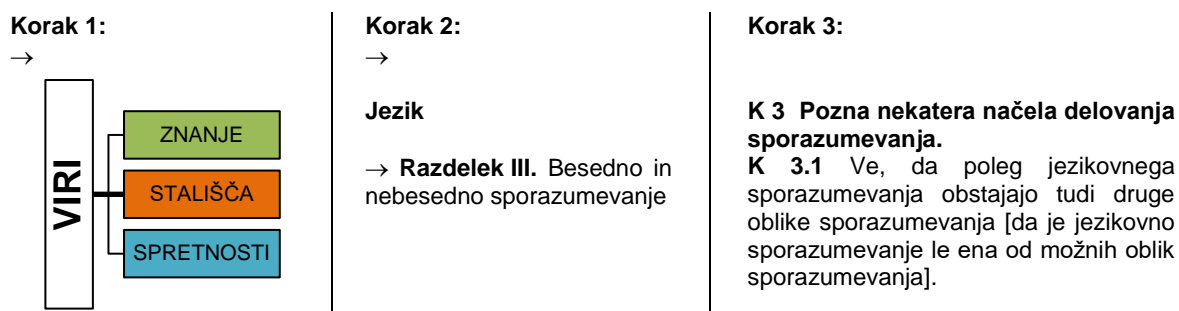 Korak 1:
→
VIRI
ZNANJE
STALIŠČA
SPRETNOSTI
Korak 2:
→
Jezik
→ Razdelek III. Besedno in
nebesedno sporazumevanje
Korak 3:
K 3 Pozna nekatera načela delovanja
sporazumevanja.
K 3.1 Ve, da poleg jezikovnega
sporazumevanja obstajajo tudi druge
oblike sporazumevanja [da je jezikovno
sporazumevanje le ena od možnih oblik
sporazumevanja].